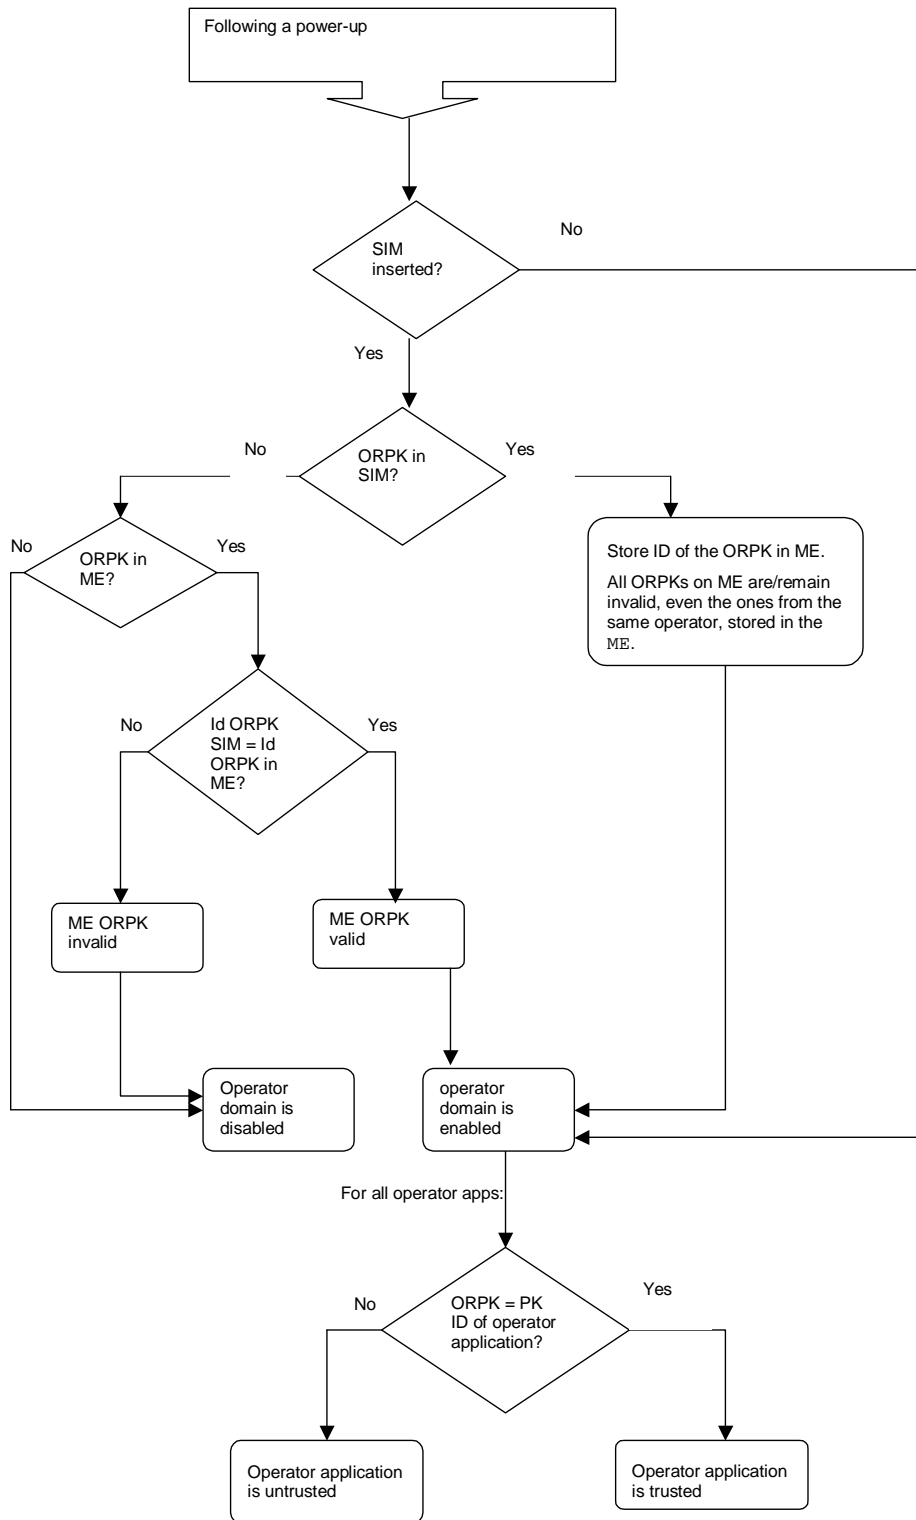 Following a power-up
SIM
inserted?
No
Yes
ORPK in
SIM?
No
Yes
ORPK in
ME?
No
Yes
Store ID of the ORPK in ME.
All ORPKs on ME are/remain
invalid, even the ones from the
same operator, stored in the
ME.
Id ORPK
SIM = Id
ORPK in
ME?
No
Yes
ME ORPK
invalid
ME ORPK
valid
Operator
domain is
disabled
operator
domain is
enabled
For all operator apps:
ORPK = PK
ID of operator
application?
No
Yes
Operator application
is untrusted
Operator application
is trusted